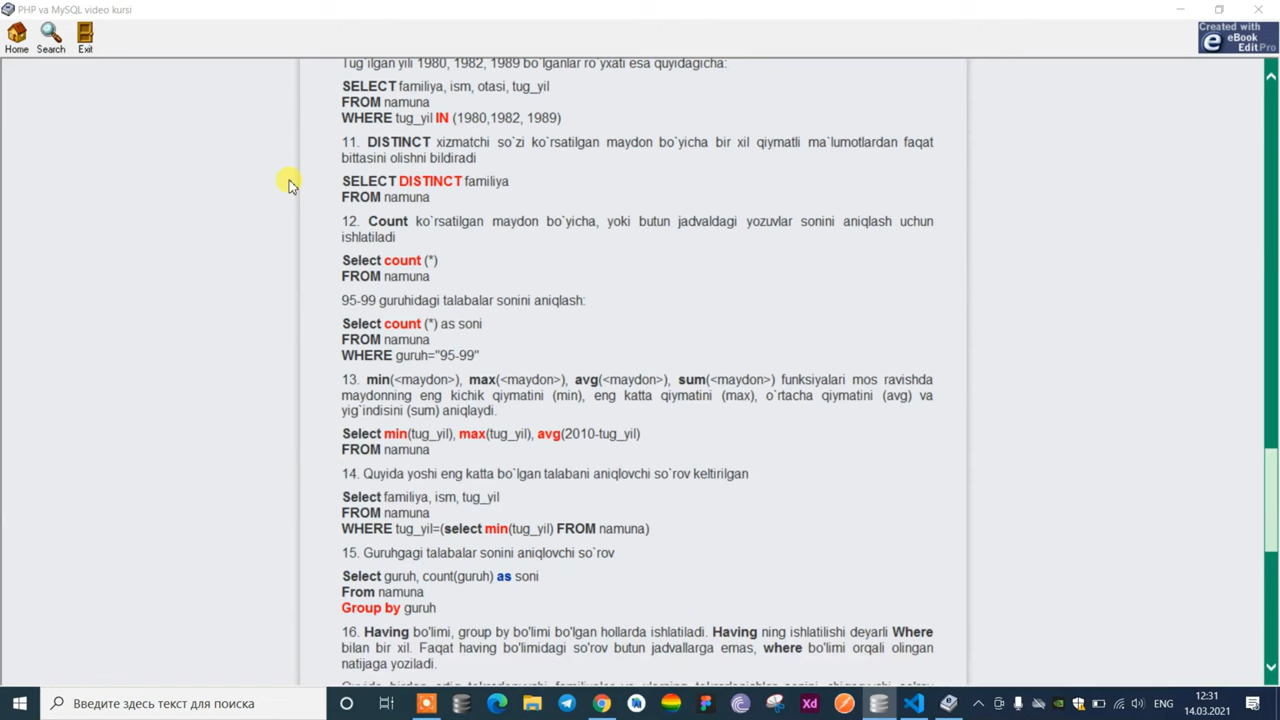 PHP va MySQL video kursi
Home Search Exit
Created with
eBook
EditPro
Tug`ilgan yili 1980, 1982, 1989 bo`lganlar ro`yxati esa quyidagicha:
SELECT familiya, ism, otasi, tug_yil
FROM namuna
WHERE tug_yil IN (1980,1982, 1989)
11. DISTINCT xizmatchi so`zi ko`rsatilgan maydon bo`yicha bir xil qiymatli ma`lumotlardan faqat
bittasini olishni bildiradi
SELECT DISTINCT familiya
FROM namuna
12. Count ko`rsatilgan maydon bo`yicha, yoki butun jadvaldagi yozuvlar sonini aniqlash uchun
ishlatiladi
Select count (*)
FROM namuna
95-99 guruhidagi talabalar sonini aniqlash:
Select count (*) as soni
FROM namuna
WHERE guruh="95-99"
13. min(<maydon>), max(<maydon>), avg(<maydon>), sum(<maydon>) funksiyalari mos ravishda
maydonning eng kichik qiymatini (min), eng katta qiymatini (max), o`rtacha qiymatini (avg) va
yig`indisini (sum) aniqlaydi.
Select min(tug_yil), max(tug_yil), avg(2010-tug_yil)
FROM namuna
14. Quyida yoshi eng katta bo`lgan talabani aniqlovchi so`rov keltirilgan
Select familiya, ism, tug_yil
FROM namuna
WHERE tug_yil=(select min(tug_yil) FROM namuna)
15. Guruhgagi talabalar sonini aniqlovchi so`rov
Select guruh, count(guruh) as soni
From namuna
Group by guruh
16. Having bo'limi, group by bo'limi bo'lgan hollarda ishlatiladi. Having ning ishlatilishi deyarli Where
bilan bir xil. Faqat having bo'limidagi so'rov butun jadvallarga emas, where bo'limi orqali olingan
natijaga yoziladi.
Введите здесь текст для поиска
Xd
ENG
12:31
14.03.2021